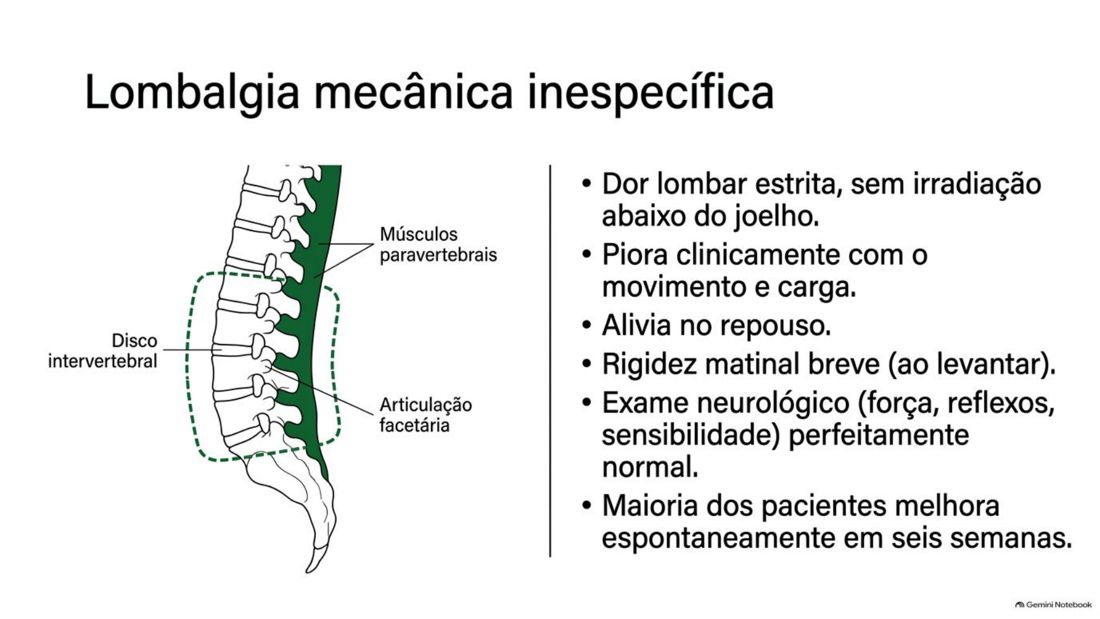 Lombalgia mecânica inespecífica
Músculos
paravertebrais
Disco
intervertebral
Articulação
facetária
• Dor lombar estrita, sem irradiação
abaixo do joelho.
• Piora clinicamente com o
movimento e carga.
• Alivia no repouso.
• Rigidez matinal breve (ao levantar).
• Exame neurológico (força, reflexos,
sensibilidade) perfeitamente
normal.
• Maioria dos pacientes melhora
espontaneamente em seis semanas.
Gemini Notebook